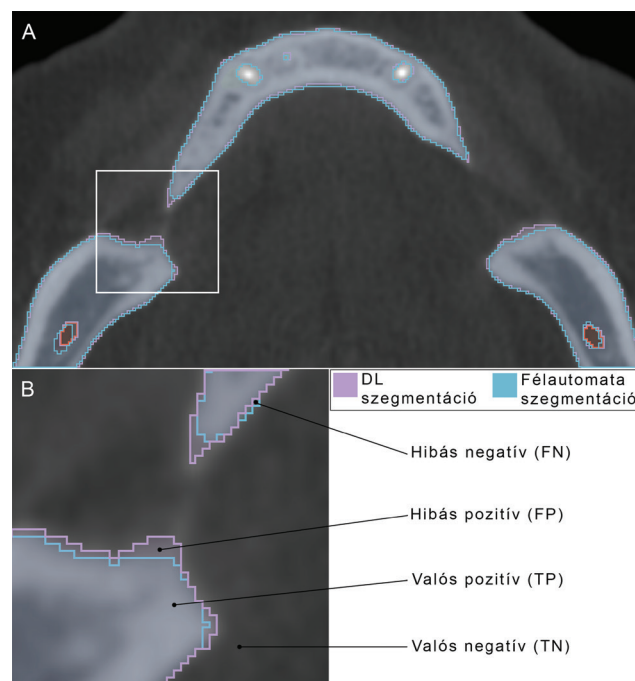 A
B
DL
szegmentáció
Félautomata
szegmentáció
Hibás negatív (FN)
Hibás pozitív (FP)
Valós pozitív (TP)
Valós negatív (TN)